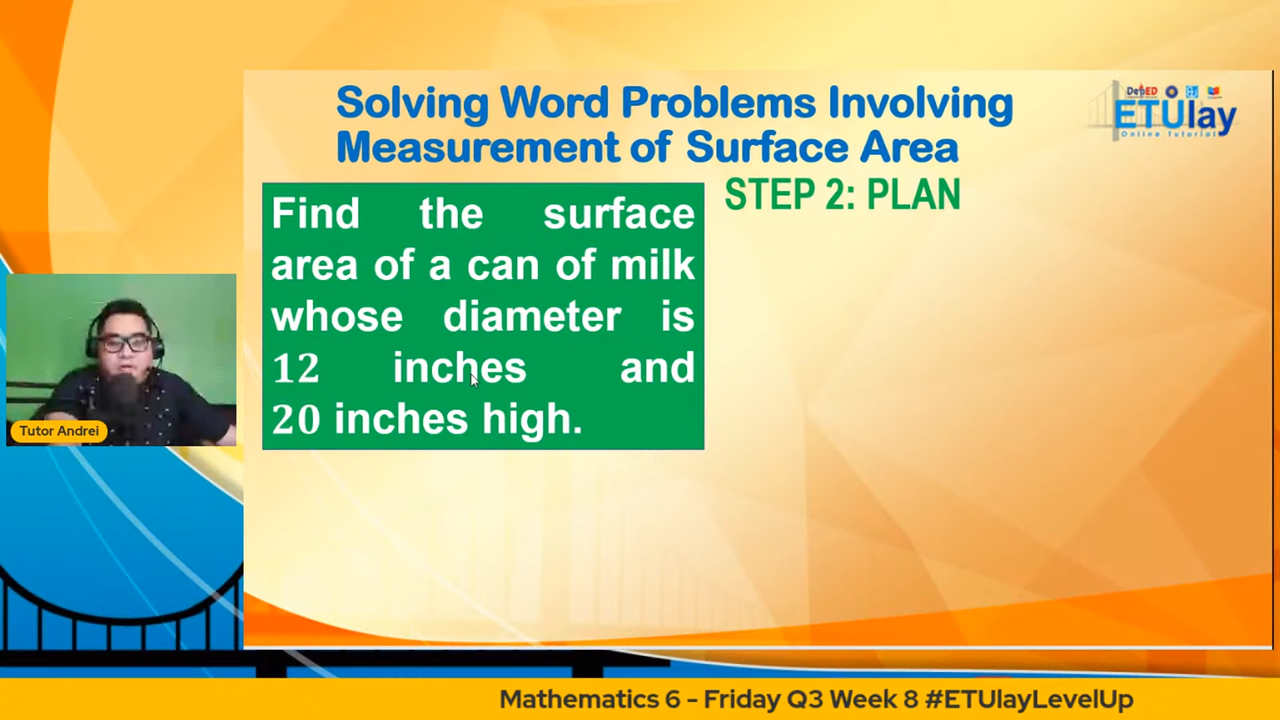 Solving Word Problems Involving
Measurement of Surface Area
DepED
ETUlay
Online Tutorial
STEP 2: PLAN
Find the surface
area of a can of milk
whose diameter is
12 inches and
20 inches high.
Tutor Andrei
Mathematics 6 - Friday Q3 Week 8 #ETUlayLevelUp